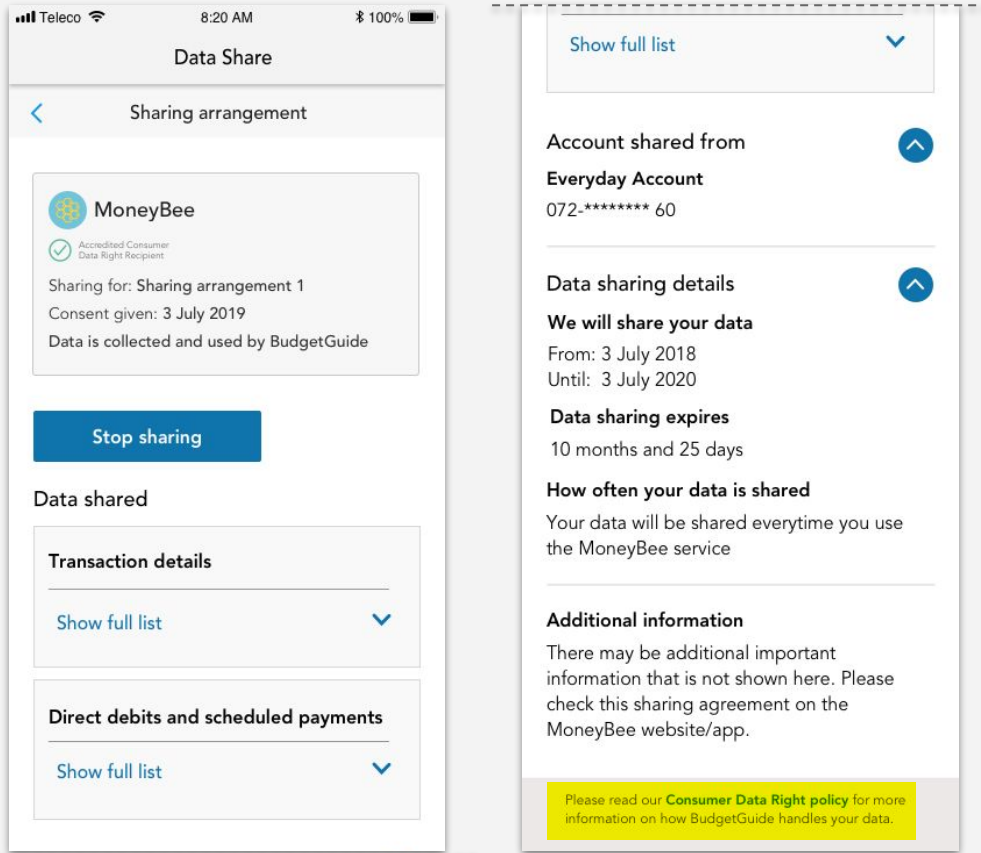 Teleco 8:20 AM 100%
Data Share
Sharing arrangement
MoneyBee
Accredited Consumer
Data Right Recipient
Sharing for: Sharing arrangement 1
Consent given: 3 July 2019
Data is collected and used by BudgetGuide
Stop sharing
Data shared
Transaction details
Show full list
Direct debits and scheduled payments
Show full list
Show full list
Account shared from
Everyday Account
072-******** 60
Data sharing details
We will share your data
From: 3 July 2018
Until: 3 July 2020
Data sharing expires
10 months and 25 days
How often your data is shared
Your data will be shared everytime you use
the MoneyBee service
Additional information
There may be additional important
information that is not shown here. Please
check this sharing agreement on the
MoneyBee website/app.
Please read our Consumer Data Right policy for more
information on how BudgetGuide handles your data.